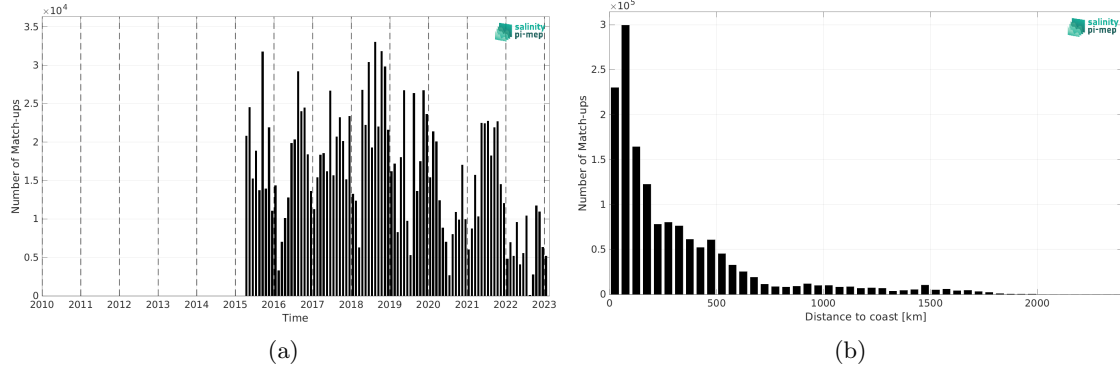 ×10⁴
3.5
3
2.5
2
1.5
1
0.5
0
Number of Match-ups
2010 2011 2012 2013 2014 2015 2016 2017 2018 2019 2020 2021 2022 2023
Time
salinity
pi-mep
(a)
×10⁵
3
2.5
2
1.5
1
0.5
0
Number of Match-ups
0 500 1000 1500 2000
Distance to coast [km]
salinity
pi-mep
(b)